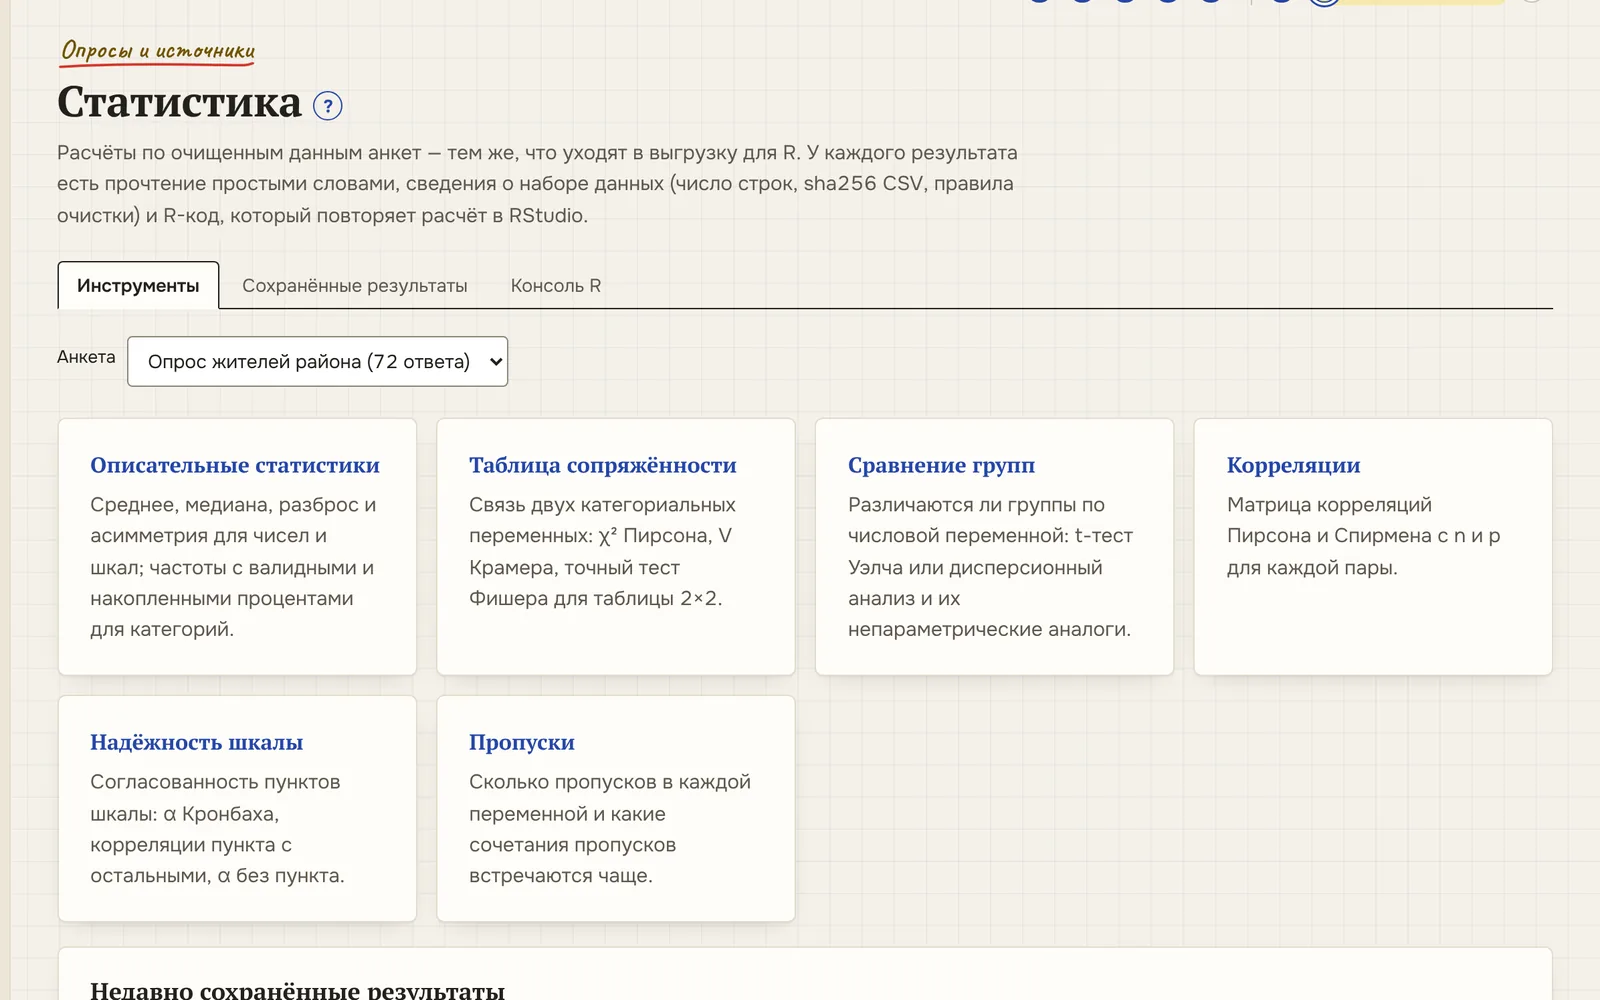 Опросы и источники
Статистика ?
Расчёты по очищенным данным анкет — тем же, что уходят в выгрузку для R. У каждого результата
есть прочтение простыми словами, сведения о наборе данных (число строк, sha256 CSV, правила
очистки) и R-код, который повторяет расчёт в RStudio.
Инструменты Сохранённые результаты Консоль R
Анкета Опрос жителей района (72 ответа)
Описательные статистики
Среднее, медиана, разброс и
асимметрия для чисел и
шкал; частоты с валидными и
накопленными процентами
для категорий.
Таблица сопряжённости
Связь двух категориальных
переменных: χ² Пирсона, V
Крамера, точный тест
Фишера для таблицы 2×2.
Сравнение групп
Различаются ли группы по
числовой переменной: t-тест
Уэлча или дисперсионный
анализ и их
непараметрические аналоги.
Корреляции
Матрица корреляций
Пирсона и Спирмена с n и p
для каждой пары.
Надёжность шкалы
Согласованность пунктов
шкалы: α Кронбаха,
корреляции пункта с
остальными, α без пункта.
Пропуски
Сколько пропусков в каждой
переменной и какие
сочетания пропусков
встречаются чаще.
Недавно сохранённые результаты